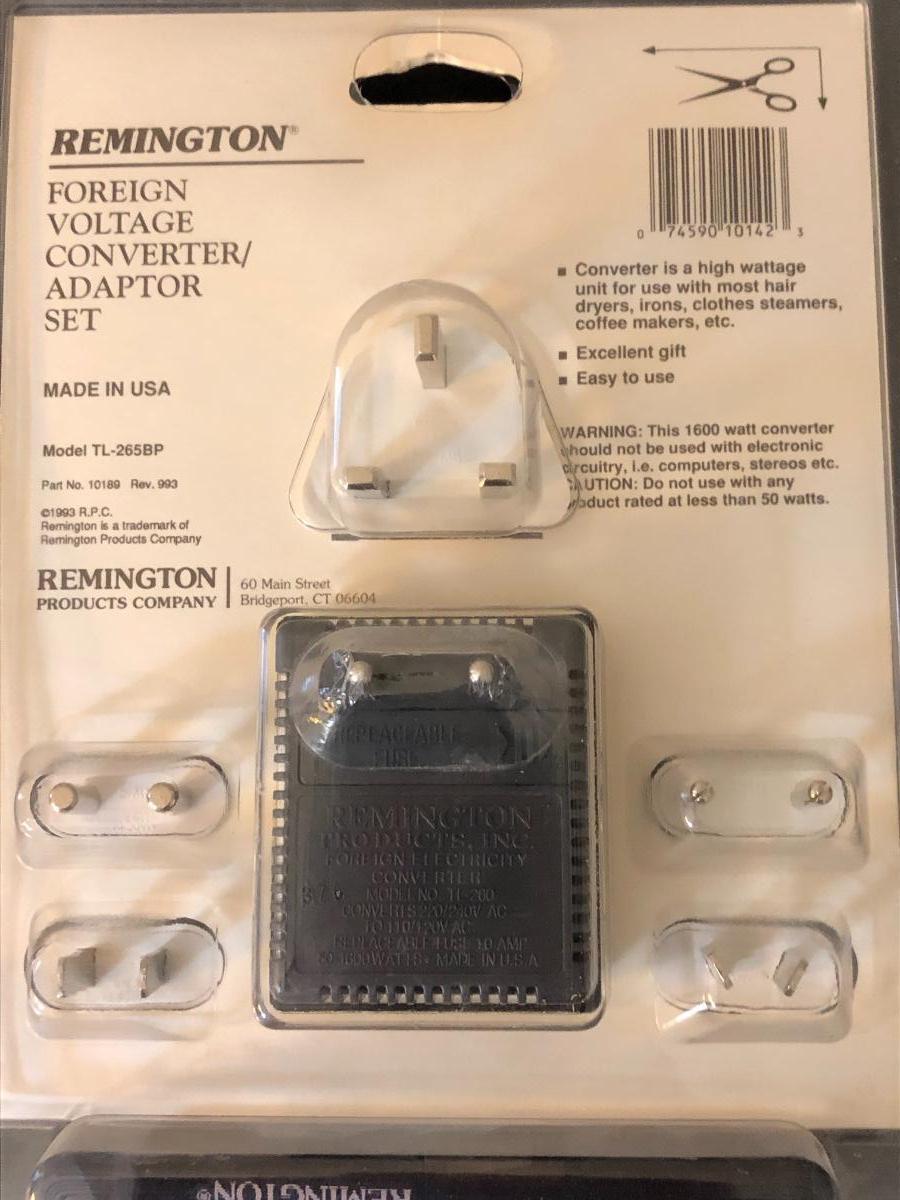 REMINGTON®
FOREIGN
VOLTAGE
CONVERTER/
ADAPTOR
SET
MADE IN USA
Model TL-265BP
Part No. 10189 Rev. 993
©1993 R.P.C.
Remington is a trademark of
Remington Products Company
REMINGTON
PRODUCTS COMPANY
60 Main Street
Bridgeport, CT 06604
0 74590 10142 3
▪ Converter is a high wattage
unit for use with most hair
dryers, irons, clothes steamers,
coffee makers, etc.
▪ Excellent gift
▪ Easy to use
WARNING: This 1600 watt converter
should not be used with electronic
circuitry, i.e. computers, stereos etc.
CAUTION: Do not use with any
product rated at less than 50 watts.
REPLACEABLE
FUSE
REMINGTON
PRODUCTS, INC.
FOREIGN ELECTRICITY
CONVERTER
MODEL NO. TL-260
CONVERTS 220/240V AC
TO 110/120V AC
REPLACEABLE FUSE 10 AMP
1600 WATTS • MADE IN U.S.A
REMINGTON®